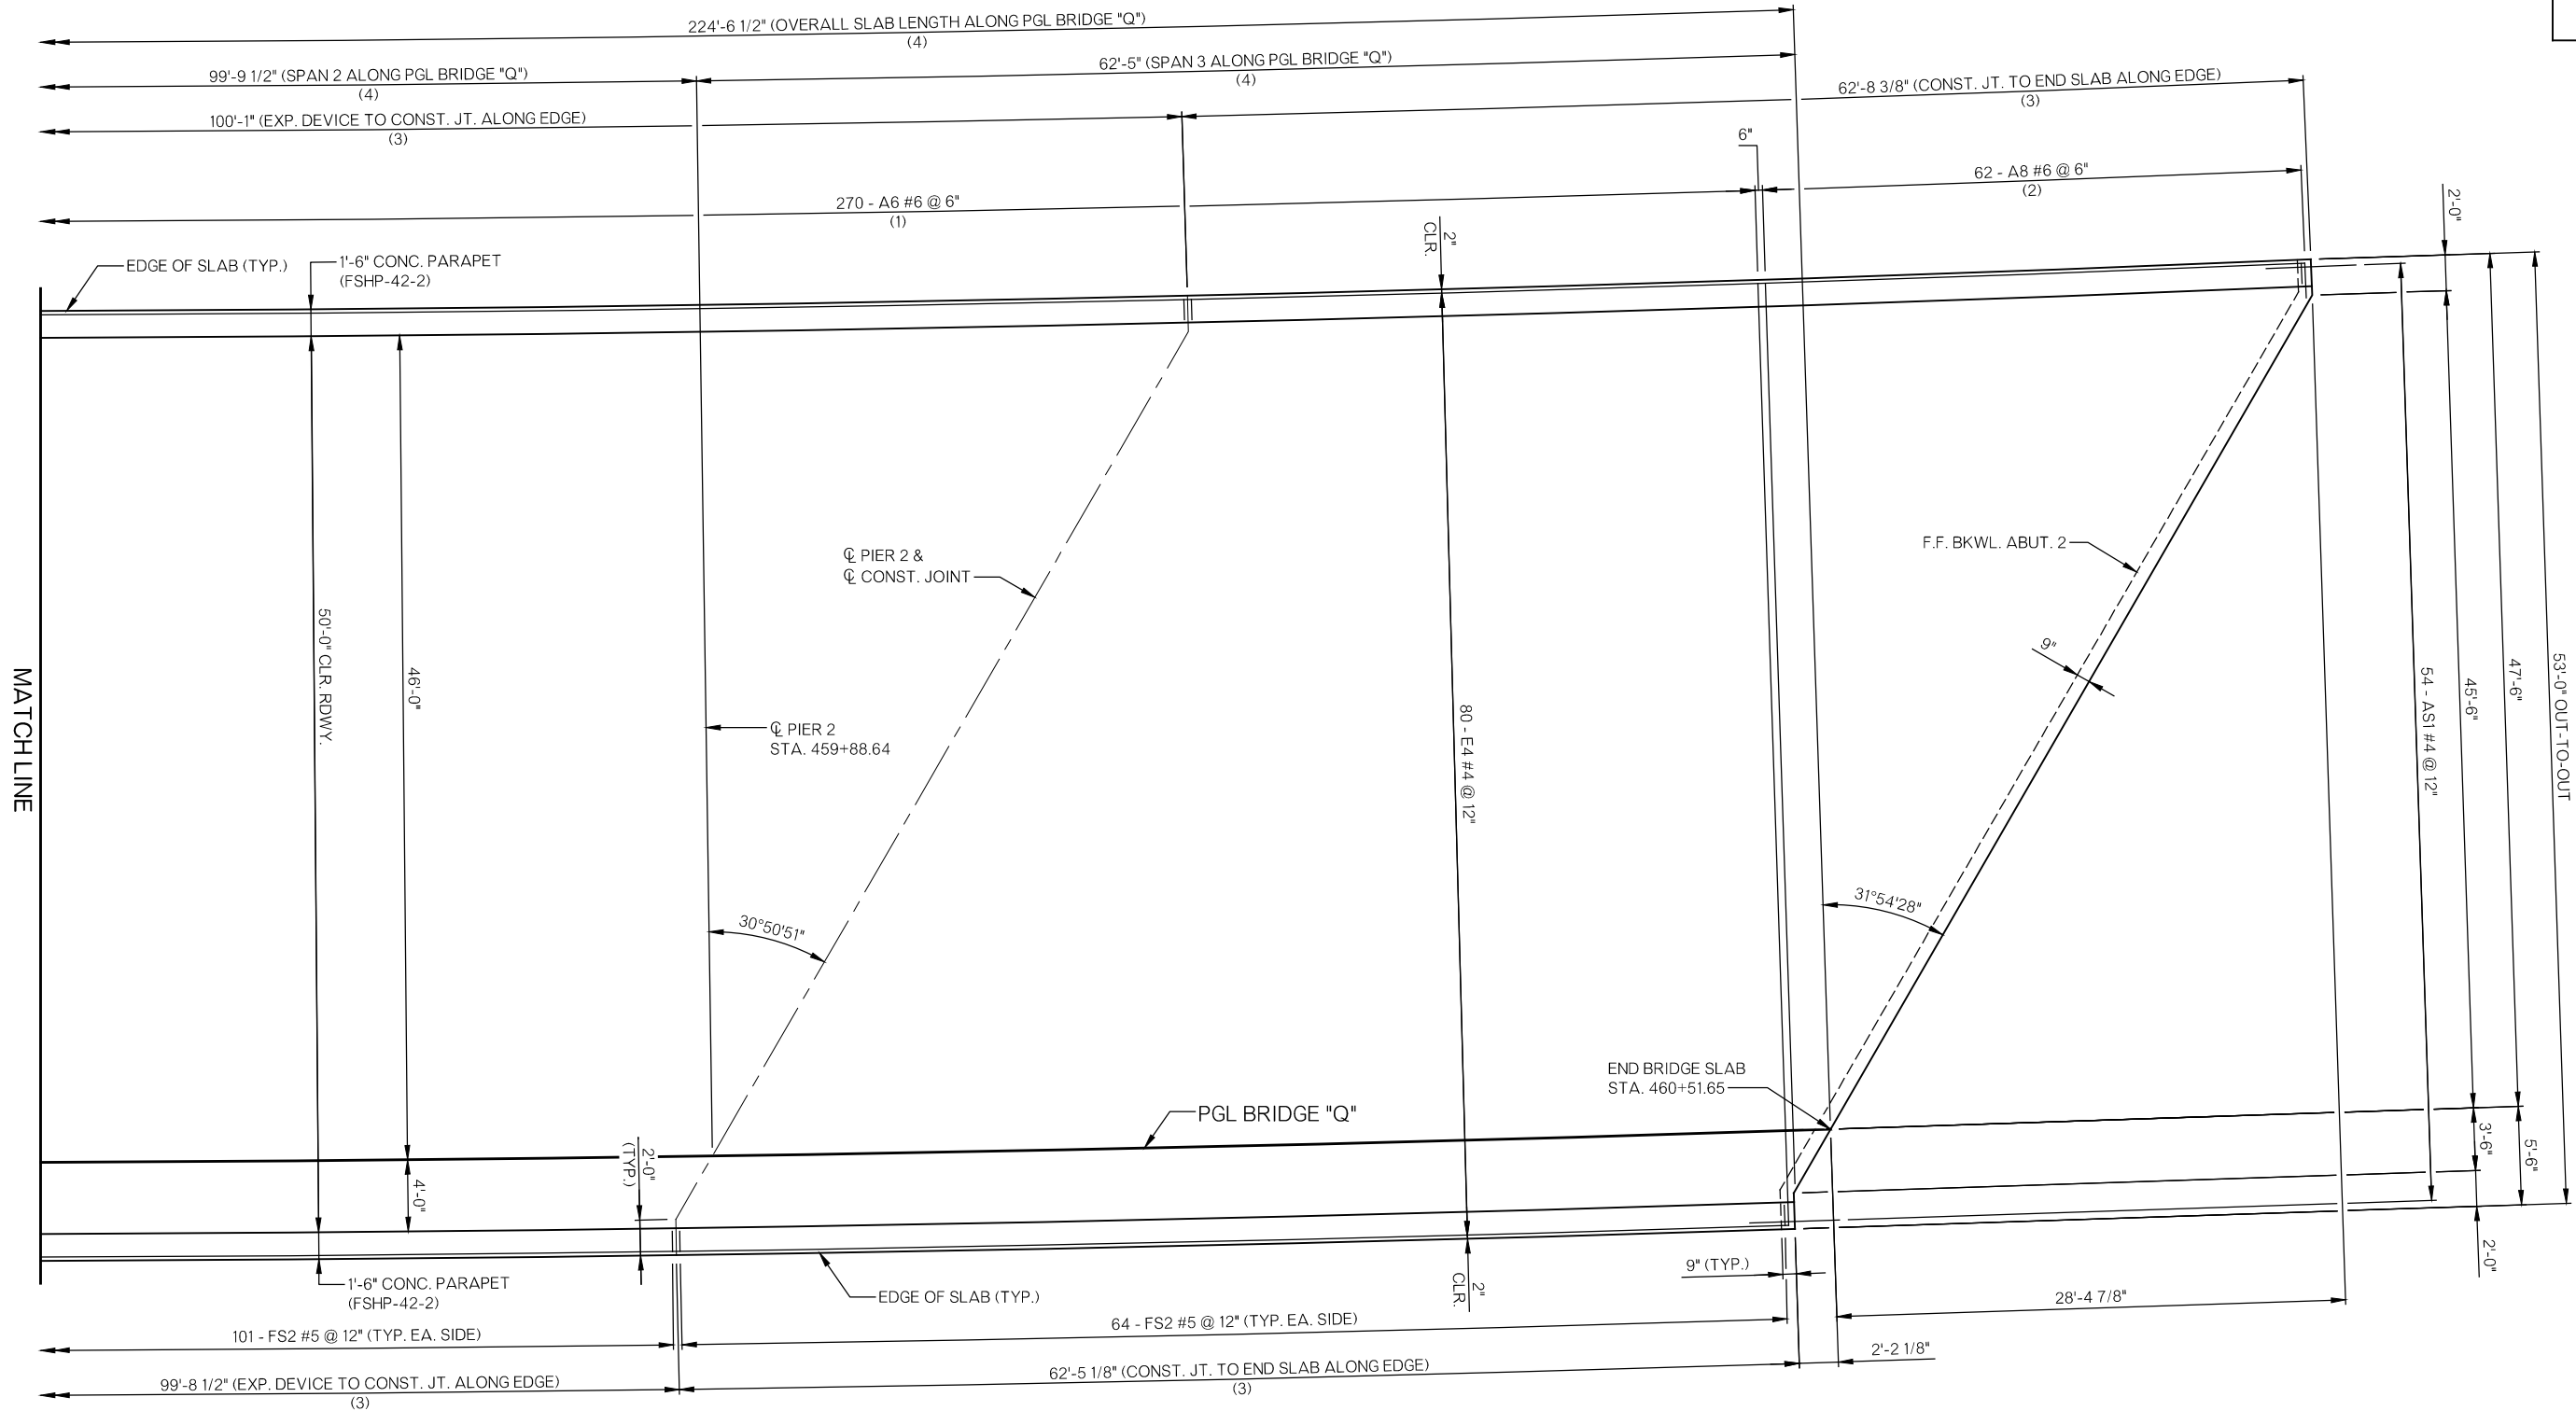 224'-6 1/2" (OVERALL SLAB LENGTH ALONG PGL BRIDGE "Q")
(4)
99'-9 1/2" (SPAN 2 ALONG PGL BRIDGE "Q")
(4)
62'-5" (SPAN 3 ALONG PGL BRIDGE "Q")
(4)
100'-1" (EXP. DEVICE TO CONST. JT. ALONG EDGE)
(3)
62'-8 3/8" (CONST. JT. TO END SLAB ALONG EDGE)
(3)
6"
270 - A6 #6 @ 6"
(1)
62 - A8 #6 @ 6"
(2)
2'-0"
EDGE OF SLAB (TYP.)
1'-6" CONC. PARAPET
(FSHP-42-2)
2"
CLR.
℄ PIER 2 &
℄ CONST. JOINT
F.F. BKWL. ABUT. 2
9"
MATCHLINE
50'-0" CLR. RDWY.
46'-0"
℄ PIER 2
STA. 459+88.64
80 - E4 #4 @ 12"
54 - AS1 #4 @ 12"
45'-6"
47'-6"
53'-0" OUT-TO-OUT
30°50'51"
31°54'28"
END BRIDGE SLAB
STA. 460+51.65
PGL BRIDGE "Q"
2'-0"
(TYP.)
4'-0"
3'-6"
5'-6"
2'-0"
1'-6" CONC. PARAPET
(FSHP-42-2)
EDGE OF SLAB (TYP.)
2"
CLR.
9" (TYP.)
28'-4 7/8"
101 - FS2 #5 @ 12" (TYP. EA. SIDE)
64 - FS2 #5 @ 12" (TYP. EA. SIDE)
2'-2 1/8"
99'-8 1/2" (EXP. DEVICE TO CONST. JT. ALONG EDGE)
(3)
62'-5 1/8" (CONST. JT. TO END SLAB ALONG EDGE)
(3)